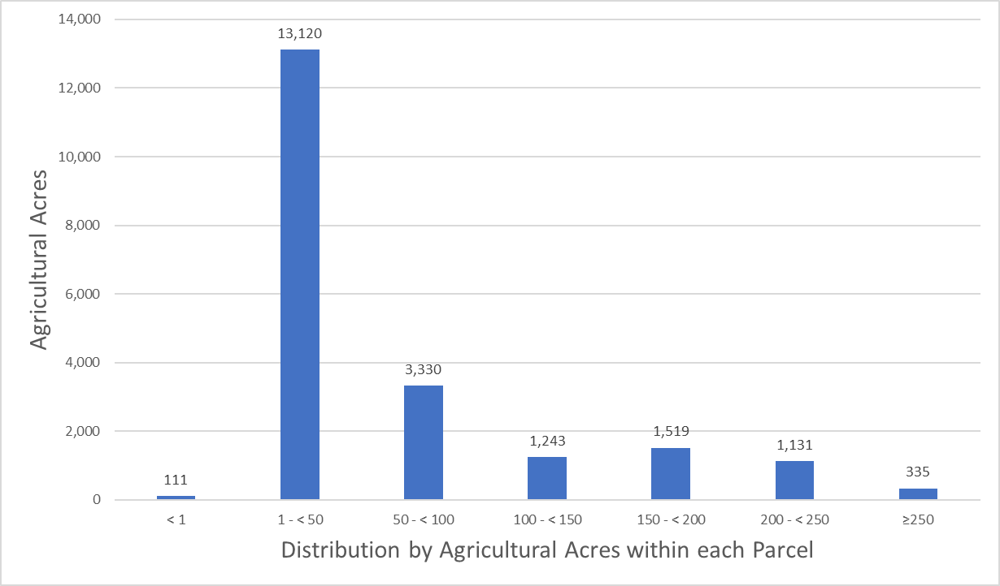 14,000
12,000
10,000
8,000
6,000
4,000
2,000
0
Agricultural Acres
111
13,120
3,330
1,243
1,519
1,131
335
< 1
1 - < 50
50 - < 100
100 - < 150
150 - < 200
200 - < 250
≥250
Distribution by Agricultural Acres within each Parcel